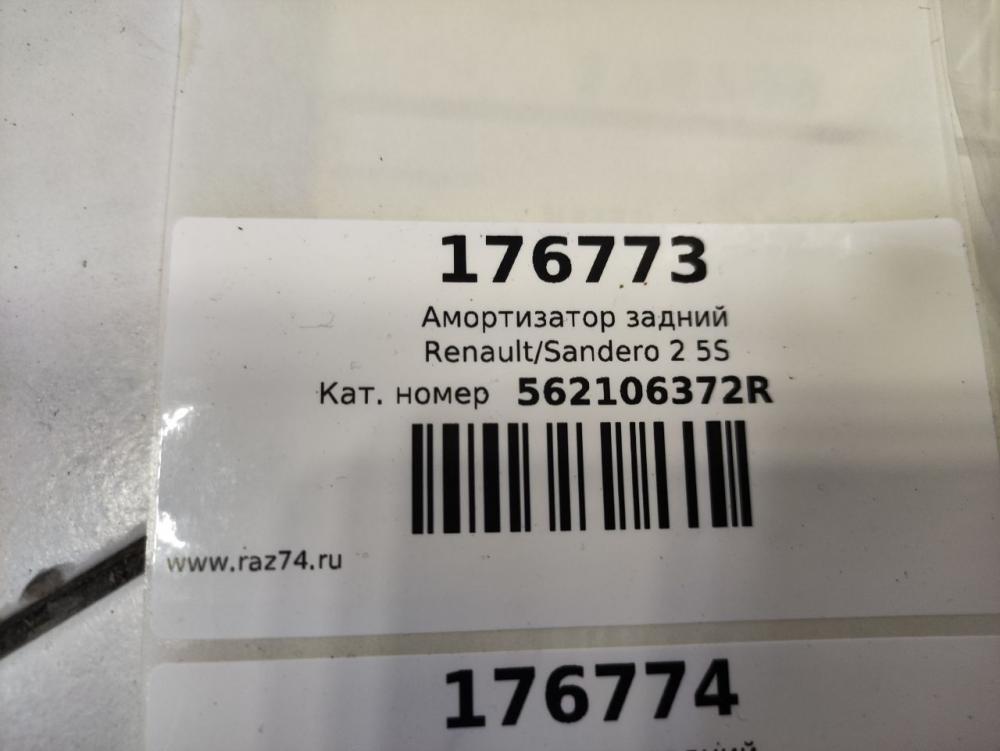 176773
Амортизатор задний
Renault/Sandero 2 5S
Кат. номер 562106372R
www.raz74.ru
176774